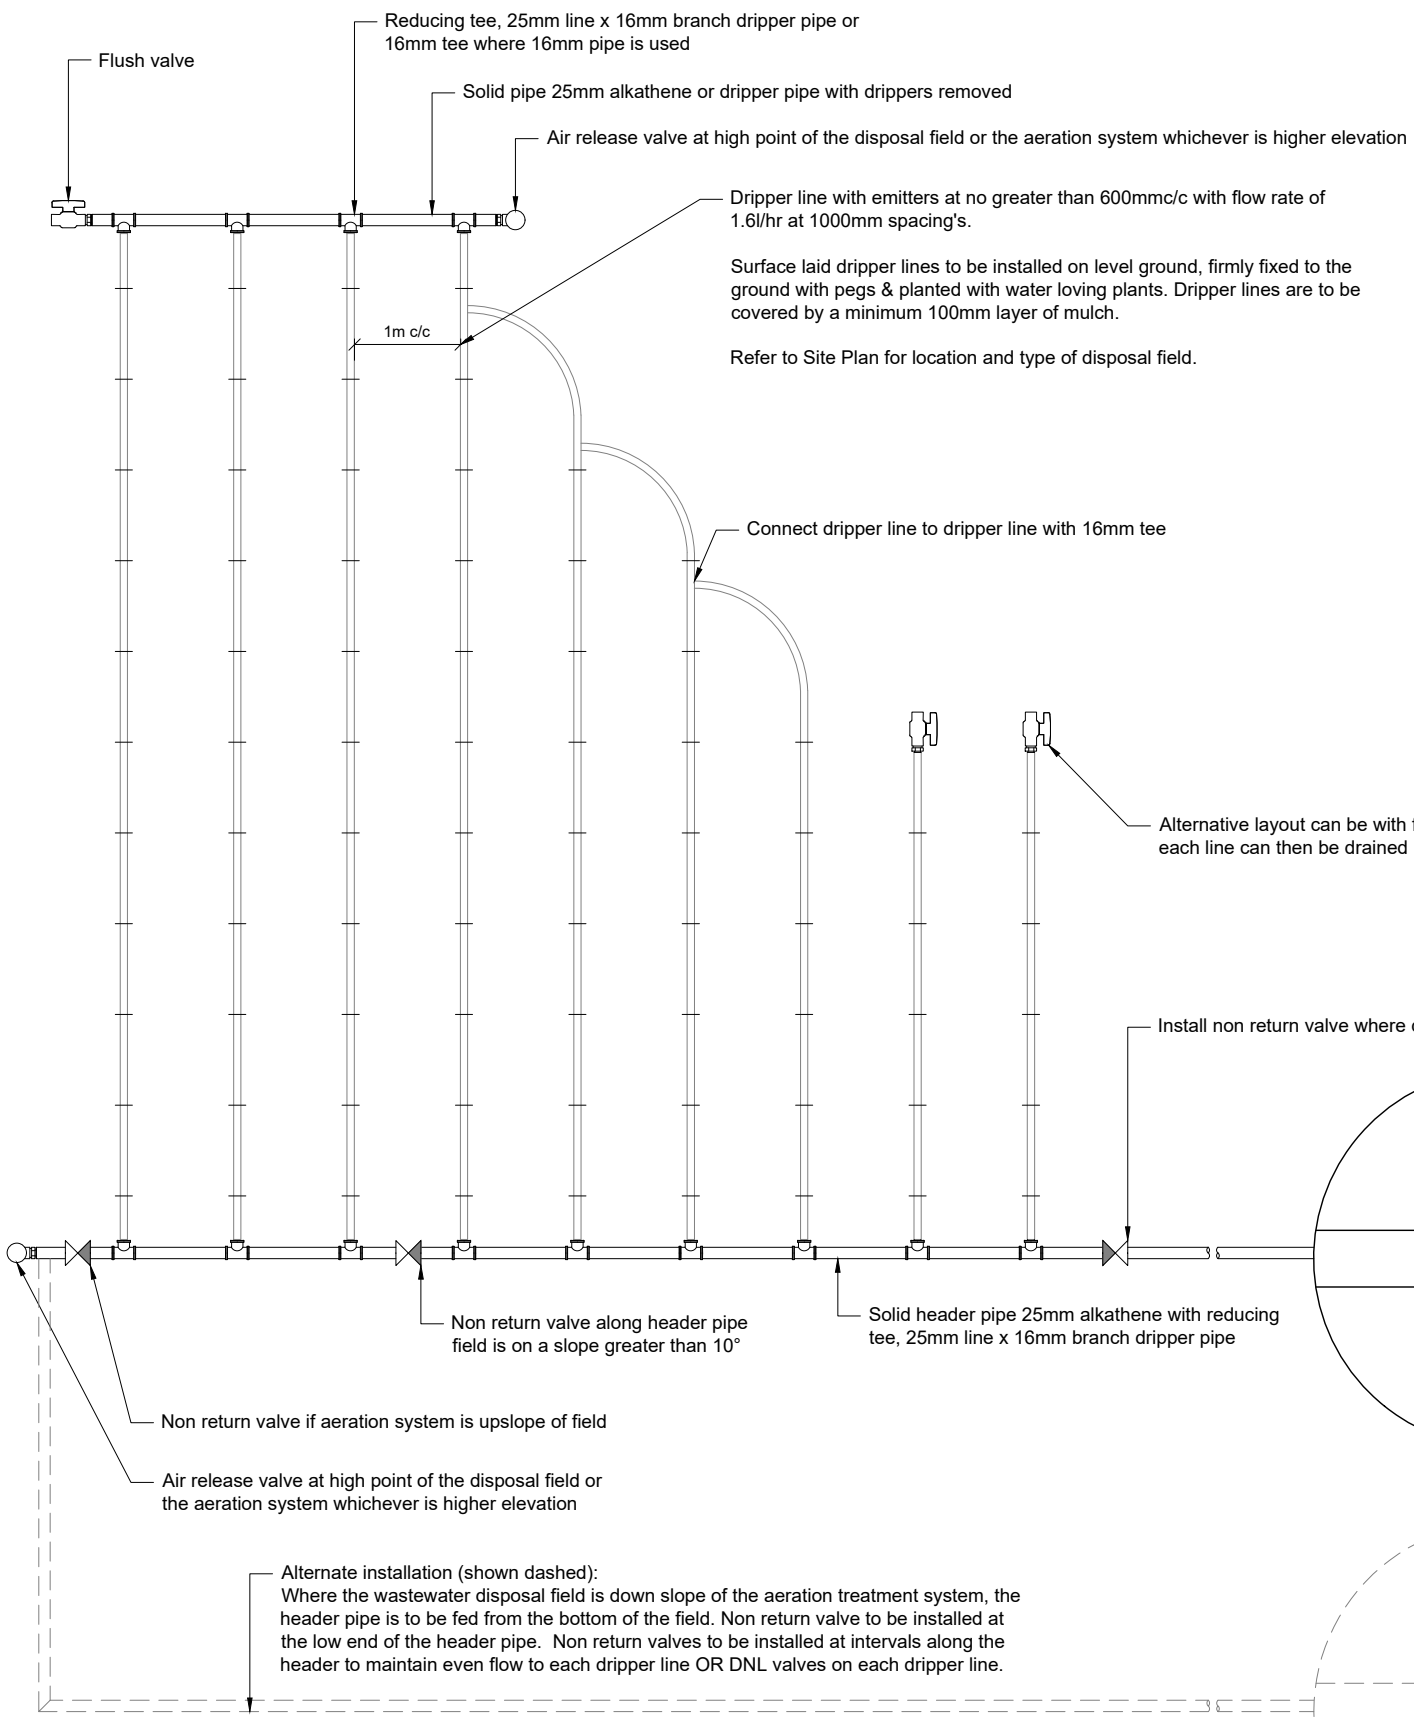 Reducing tee, 25mm line x 16mm branch dripper pipe or
16mm tee where 16mm pipe is used
Flush valve
Solid pipe 25mm alkathene or dripper pipe with drippers removed
Air release valve at high point of the disposal field or the aeration system whichever is higher elevation
Dripper line with emitters at no greater than 600mmc/c with flow rate of
1.6l/hr at 1000mm spacing's.
Surface laid dripper lines to be installed on level ground, firmly fixed to the
ground with pegs & planted with water loving plants. Dripper lines are to be
covered by a minimum 100mm layer of mulch.
1m c/c
Refer to Site Plan for location and type of disposal field.
Connect dripper line to dripper line with 16mm tee
Alternative layout can be with
each line can then be drained
Install non return valve where
Non return valve along header pipe
field is on a slope greater than 10°
Solid header pipe 25mm alkathene with reducing
tee, 25mm line x 16mm branch dripper pipe
Non return valve if aeration system is upslope of field
Air release valve at high point of the disposal field or
the aeration system whichever is higher elevation
Alternate installation (shown dashed):
Where the wastewater disposal field is down slope of the aeration treatment system, the
header pipe is to be fed from the bottom of the field. Non return valve to be installed at
the low end of the header pipe.  Non return valves to be installed at intervals along the
header to maintain even flow to each dripper line OR DNL valves on each dripper line.